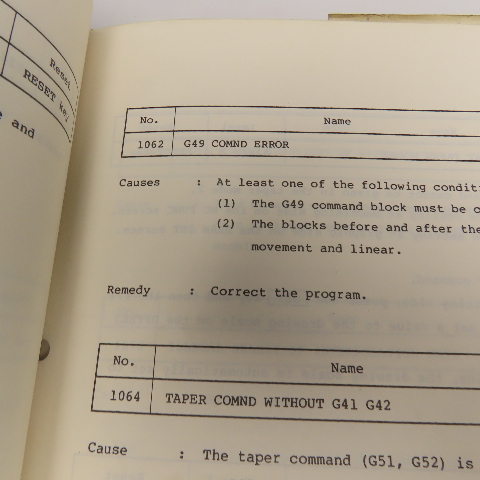 Reset
RESET key
and
No. Name
1062 G49 COMND ERROR
Causes : At least one of the following
(1) The G49 command block must be
(2) The blocks before and after the
movement and linear.
Remedy : Correct the program.
No. Name
1064 TAPER COMND WITHOUT G41 G42
Cause : The taper command (G51, G52) is